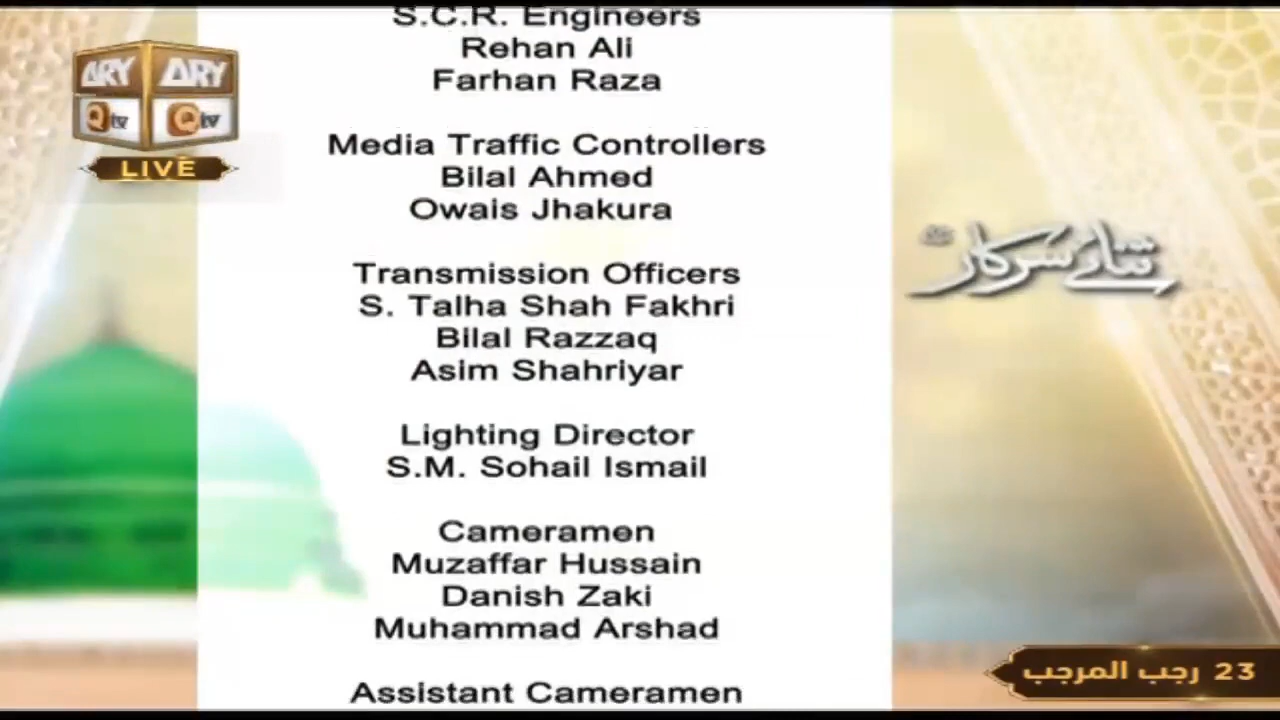 ARY ARY
Qtv Qtv
LIVE
S.C.R. Engineers
Rehan Ali
Farhan Raza
Media Traffic Controllers
Bilal Ahmed
Owais Jhakura
Transmission Officers
S. Talha Shah Fakhri
Bilal Razzaq
Asim Shahriyar
Lighting Director
S.M. Sohail Ismail
Cameramen
Muzaffar Hussain
Danish Zaki
Muhammad Arshad
Assistant Cameramen
ثنائے سرکار
23 رجب المرجب